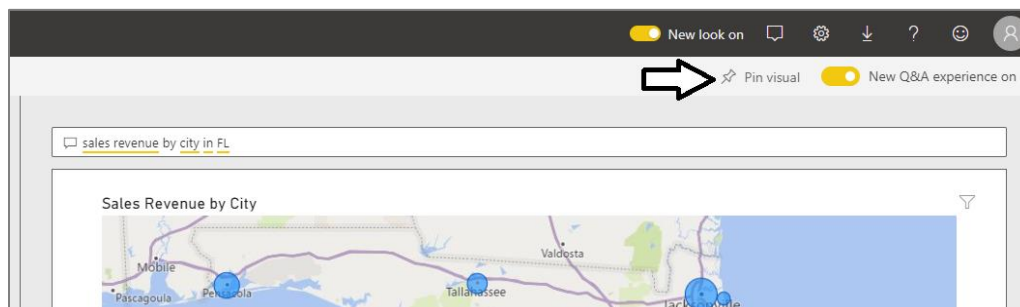 New look on
Pin visual New Q&A experience on
sales revenue by city in FL
Sales Revenue by City
Valdosta
Mobile
Pensacola Tallahassee
Pascagoula Jacksonville